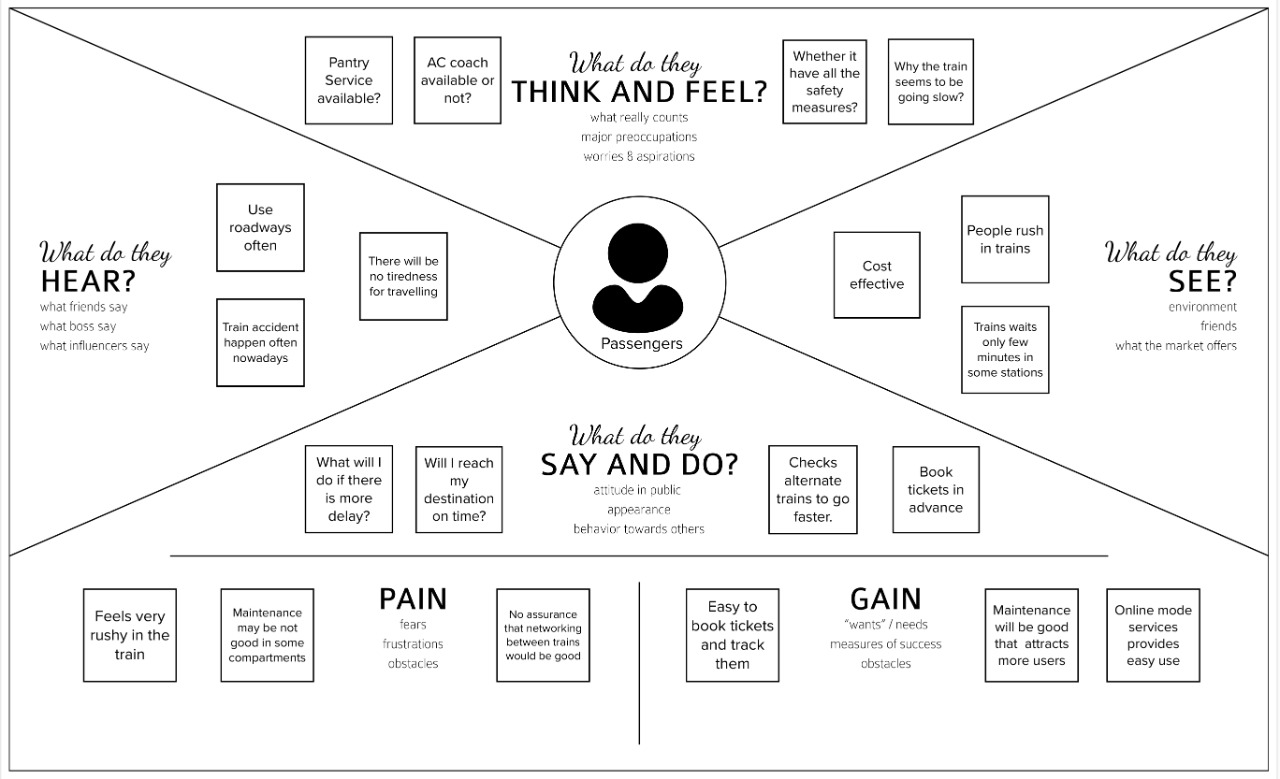 Pantry
Service
available?
AC coach
available or
not?
What do they
THINK AND FEEL?
what really counts
major preoccupations
worries & aspirations
Whether it
have all the
safety
measures?
Why the train
seems to be
going slow?
What do they
HEAR?
what friends say
what boss say
what influencers say
Use
roadways
often
Train accident
happen often
nowadays
There will be
no tiredness
for travelling
Passengers
Cost
effective
People rush
in trains
Trains waits
only few
minutes in
some stations
What do they
SEE?
environment
friends
what the market offers
What will I
do if there
is more
delay?
Will I reach
my
destination
on time?
What do they
SAY AND DO?
attitude in public
appearance
behavior towards others
Checks
alternate
trains to go
faster.
Book
tickets in
advance
Feels very
rushy in the
train
Maintenance
may be not
good in some
compartments
PAIN
fears
frustrations
obstacles
No assurance
that networking
between trains
would be good
Easy to
book tickets
and track
them
GAIN
“wants” / needs
measures of success
obstacles
Maintenance
will be good
that attracts
more users
Online mode
services
provides
easy use